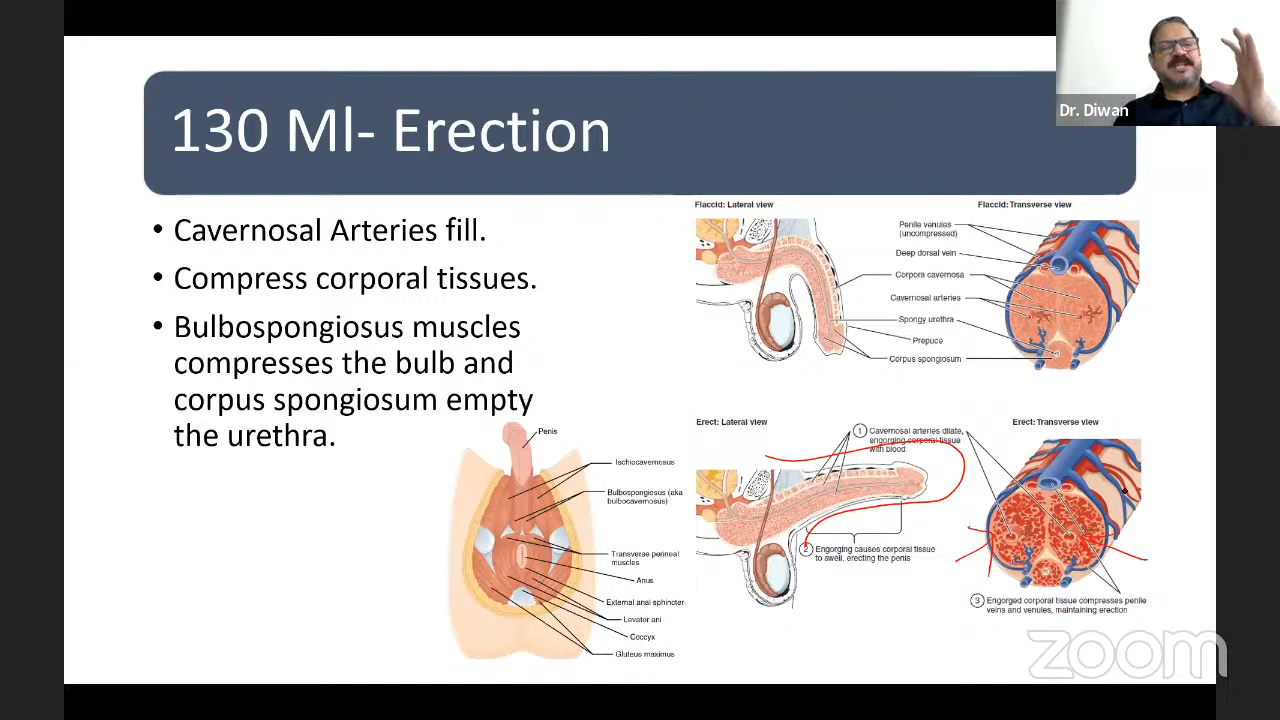 Dr. Diwan
130 Ml- Erection
• Cavernosal Arteries fill.
• Compress corporal tissues.
• Bulbospongiosus muscles
compresses the bulb and
corpus spongiosum empty
the urethra.
Penis
Ischiocavernosus
Bulbospongiosus (aka
bulbocavernosus)
Transverse perineal
muscles
Anus
External anal sphincter
Levator ani
Coccyx
Gluteus maximus
Flaccid: Lateral view
Flaccid: Transverse view
Penile venules
(uncompressed)
Deep dorsal vein
Corpora cavernosa
Cavernosal arteries
Spongy urethra
Prepuce
Corpus spongiosum
Erect: Lateral view
Erect: Transverse view
1 Cavernosal arteries dilate,
engorging corporal tissue
with blood
2 Engorging causes corporal tissue
to swell, erecting the penis
3 Engorged corporal tissue compresses penile
veins and venules, maintaining erection
zoom